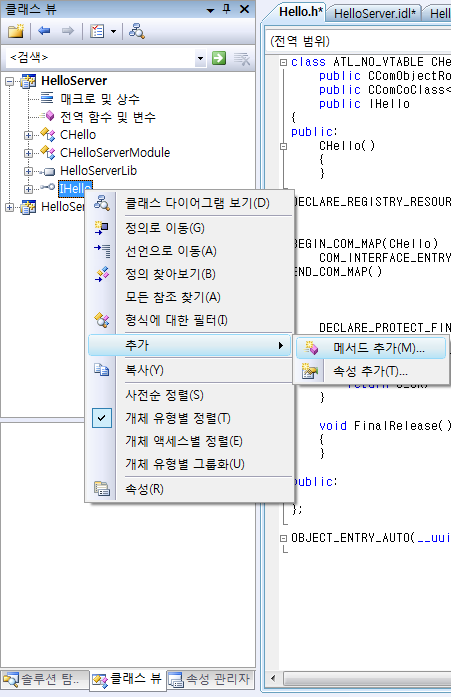 클래스 뷰
<검색>
HelloServer
매크로 및 상수
전역 함수 및 변수
CHello
CHelloServerModule
HelloServerLib
IHello
HelloSer
클래스 다이어그램 보기(D)
정의로 이동(G)
선언으로 이동(A)
정의 찾아보기(B)
모든 참조 찾기(A)
형식에 대한 필터(I)
추가
복사(Y)
사전순 정렬(S)
개체 유형별 정렬(T)
개체 액세스별 정렬(E)
개체 유형별 그룹화(U)
속성(R)
메서드 추가(M)...
속성 추가(T)...
솔루션 탐..
클래스 뷰
속성 관리자
Hello.h*
HelloServer.idl*
Hell
(전역 범위)
class ATL_NO_VTABLE CHe
public CComObjectRo
public CComCoClass<
public IHello
{
public:
CHello()
{
}
DECLARE_REGISTRY_RESOUR
BEGIN_COM_MAP(CHello)
COM_INTERFACE_ENTRY
END_COM_MAP()
DECLARE_PROTECT_FIN
}
void FinalRelease()
{
}
public:
};
OBJECT_ENTRY_AUTO(__uui